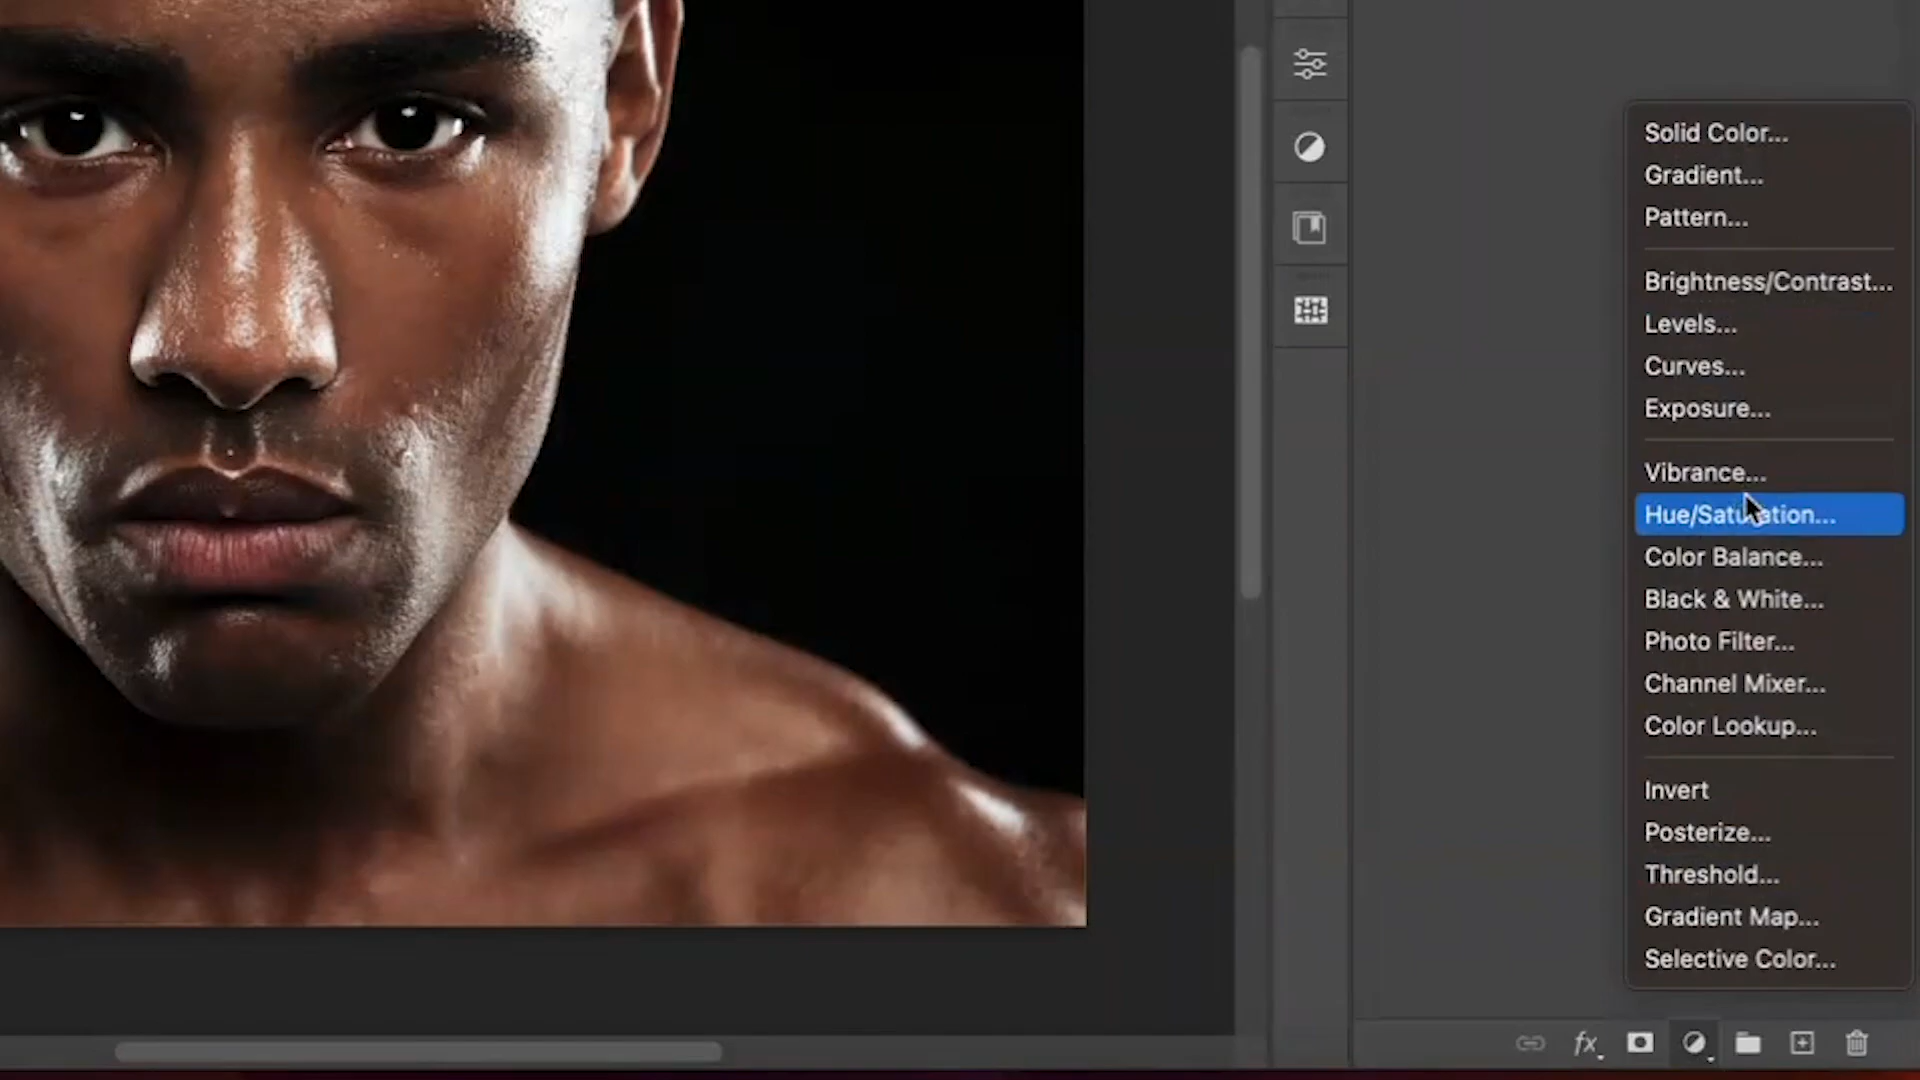 Solid Color...
Gradient...
Pattern...
Brightness/Contrast...
Levels...
Curves...
Exposure...
Vibrance...
Hue/Saturation...
Color Balance...
Black & White...
Photo Filter...
Channel Mixer...
Color Lookup...
Invert
Posterize...
Threshold...
Gradient Map...
Selective Color...
fx